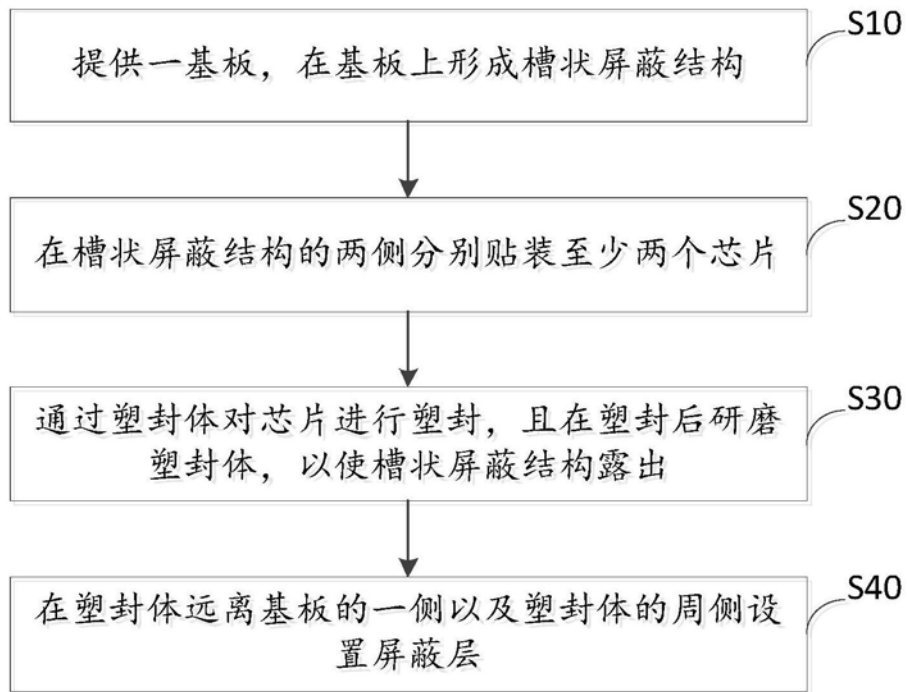 S10
提供一基板，在基板上形成槽状屏蔽结构
S20
在槽状屏蔽结构的两侧分别贴装至少两个芯片
S30
通过塑封体对芯片进行塑封，且在塑封后研磨
塑封体，以使槽状屏蔽结构露出
S40
在塑封体远离基板的一侧以及塑封体的周侧设
置屏蔽层